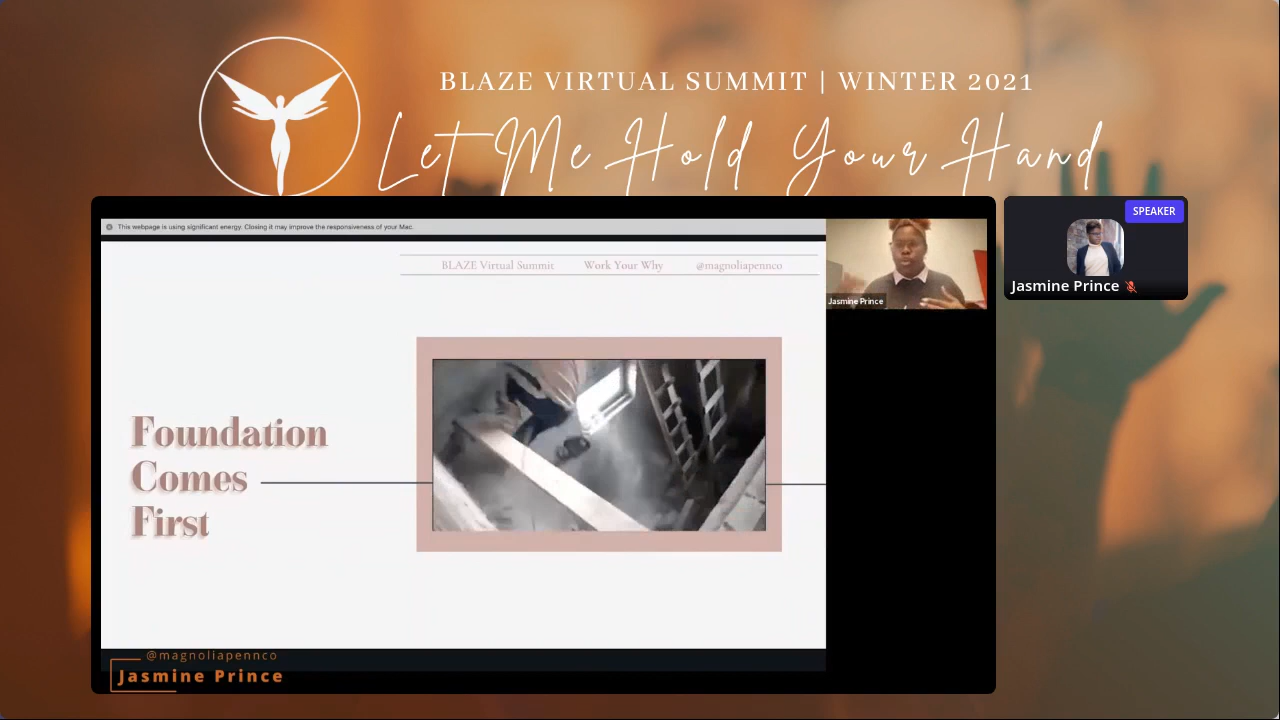 BLAZE VIRTUAL SUMMIT | WINTER 2021
Let Me Hold Your Hand
SPEAKER
Jasmine Prince
This webpage is using significant energy. Closing it may improve the responsiveness of your Mac.
BLAZE Virtual Summit Work Your Why @magnoliapennco
Jasmine Prince
Foundation
Comes
First
@magnoliapennco
Jasmine Prince